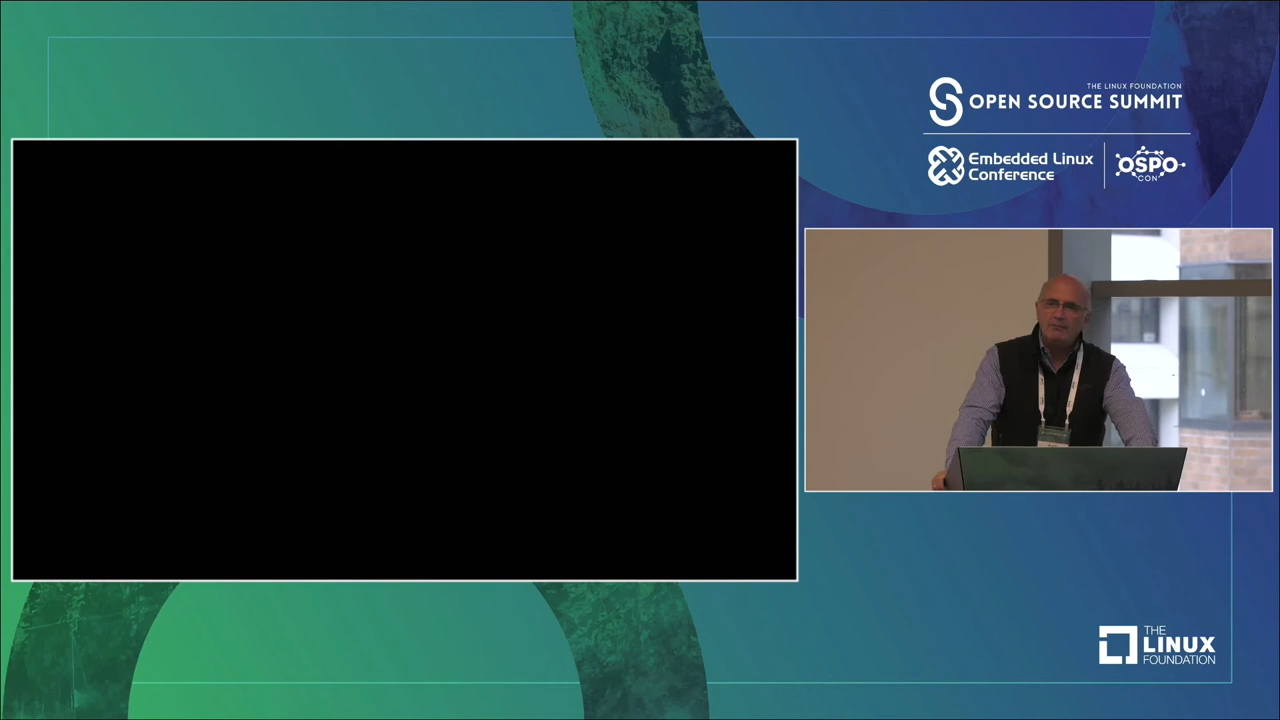 THE LINUX FOUNDATION
OPEN SOURCE SUMMIT
Embedded Linux
Conference
OSPO
CON
THE
LINUX
FOUNDATION